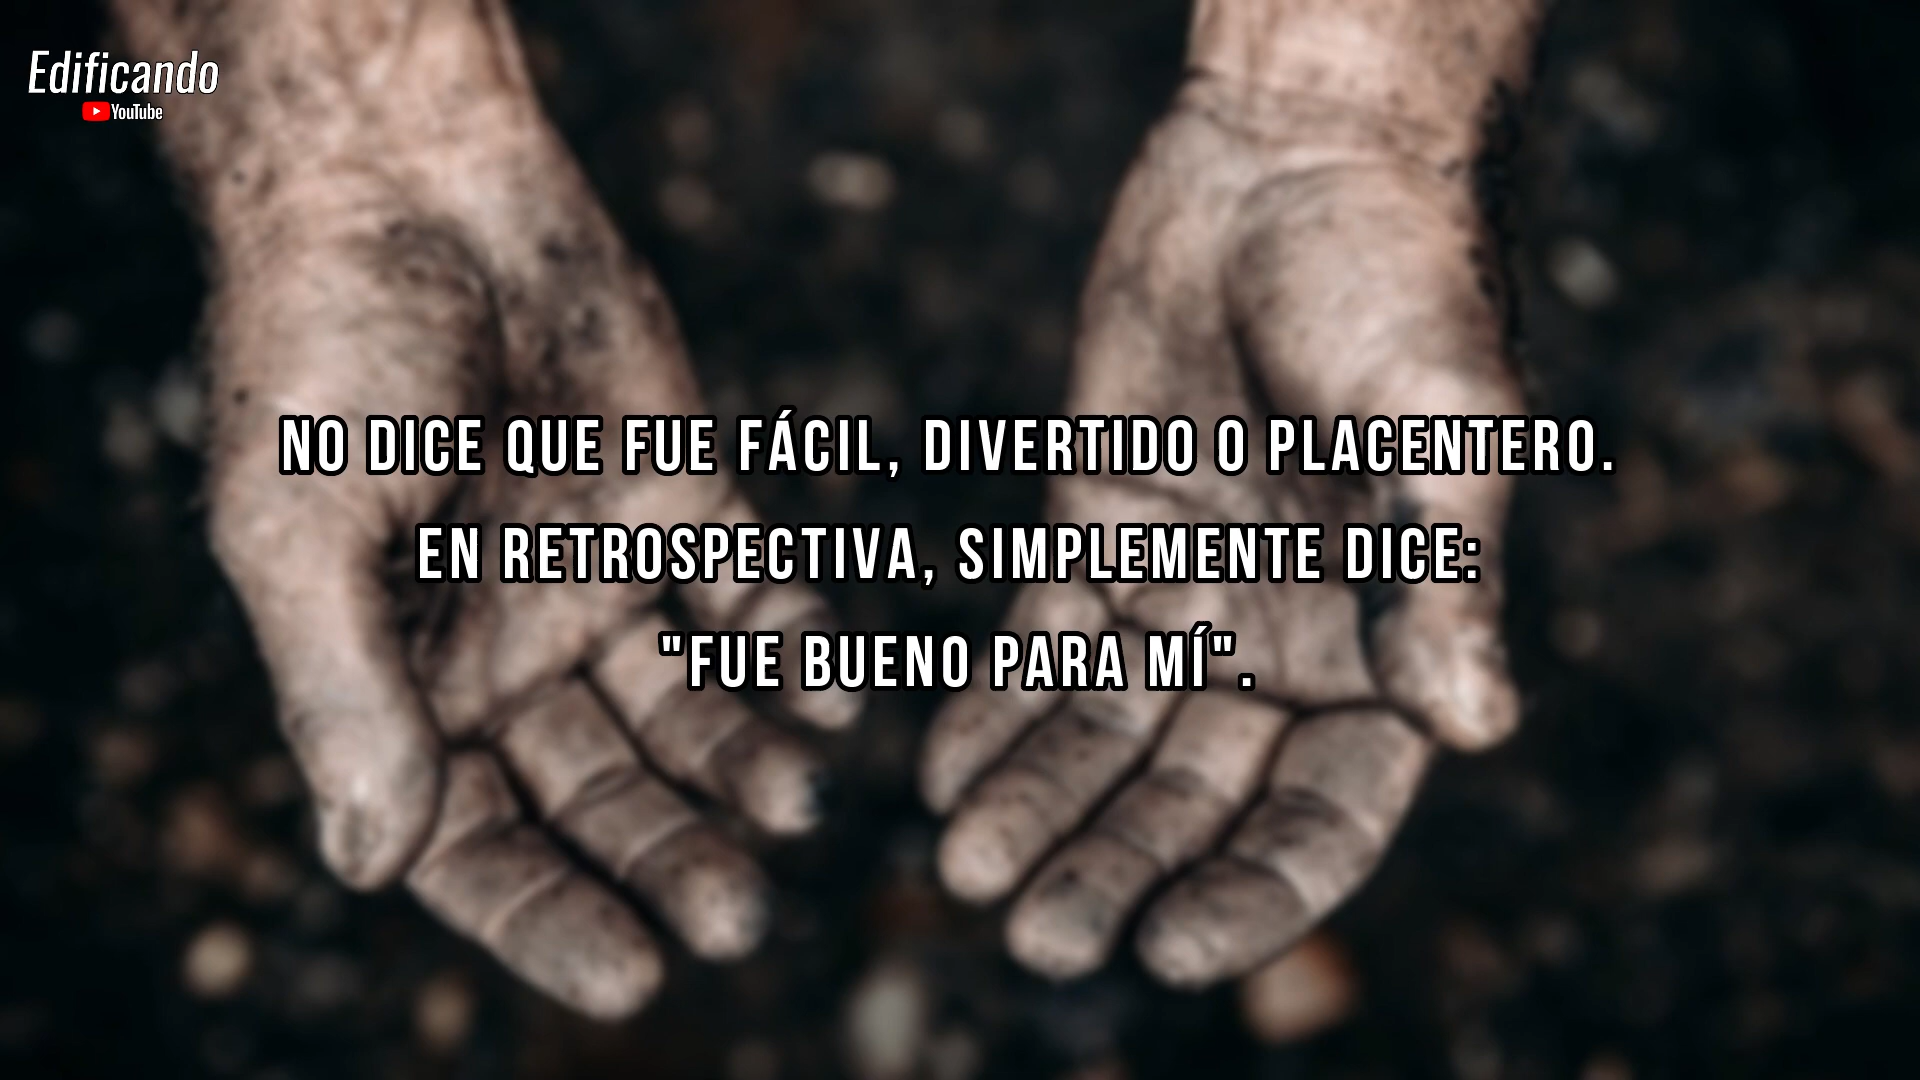 Edificando
YouTube
NO DICE QUE FUE FÁCIL, DIVERTIDO O PLACENTERO.
EN RETROSPECTIVA, SIMPLEMENTE DICE:
"FUE BUENO PARA MÍ".